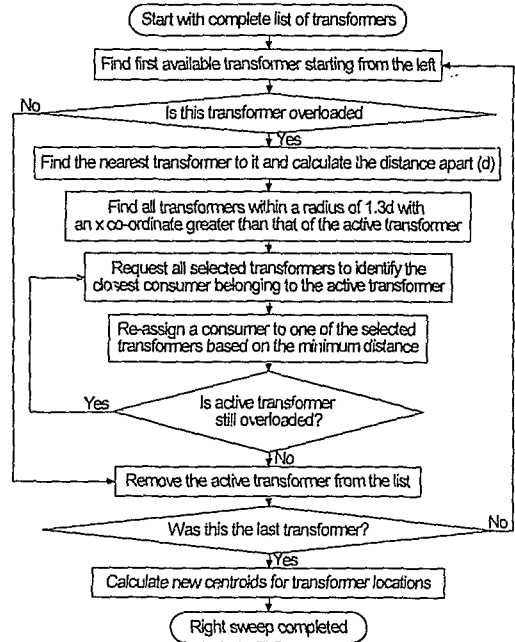 Start with complete list of transformers
Find first available transformer starting from the left
No
Is this transformer overloaded
Yes
Find the nearest transformer to it and calculate the distance apart (d)
Find all transformers within a radius of 1.3d with
an x co-ordinate greater than that of the active transformer
Request all selected transformers to identify the
closest consumer belonging to the active transformer
Re-assign a consumer to one of the selected
transformers based on the minimum distance
Yes
Is active transformer
still overloaded?
No
Remove the active transformer from the list
Was this the last transformer?
No
Yes
Calculate new centroids for transformer locations
Right sweep completed